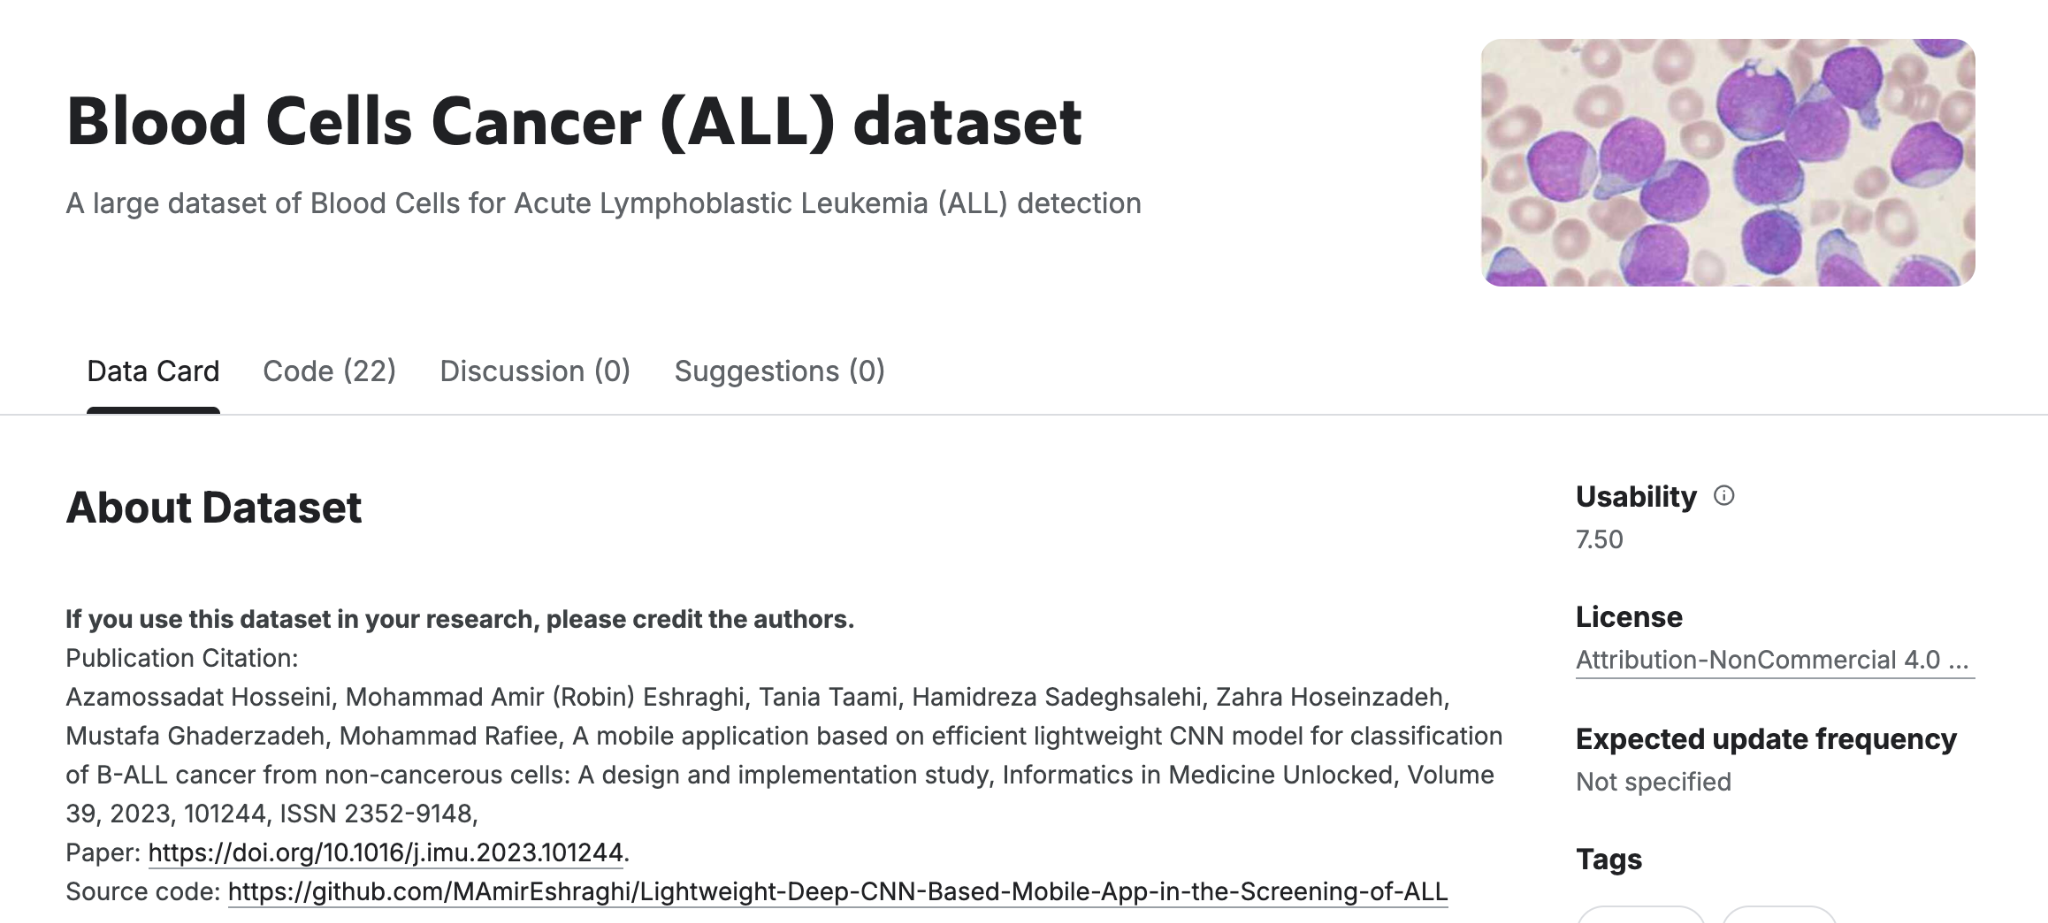 Blood Cells Cancer (ALL) dataset
A large dataset of Blood Cells for Acute Lymphoblastic Leukemia (ALL) detection
Data Card
Code (22)
Discussion (0)
Suggestions (0)
About Dataset
If you use this dataset in your research, please credit the authors.
Publication Citation:
Azamossadat Hosseini, Mohammad Amir (Robin) Eshraghi, Tania Taami, Hamidreza Sadeghsalehi, Zahra Hoseinzadeh,
Mustafa Ghaderzadeh, Mohammad Rafiee, A mobile application based on efficient lightweight CNN model for classification
of B-ALL cancer from non-cancerous cells: A design and implementation study, Informatics in Medicine Unlocked, Volume
39, 2023, 101244, ISSN 2352-9148,
Paper: https://doi.org/10.1016/j.imu.2023.101244.
Source code: https://github.com/MAmirEshraghi/Lightweight-Deep-CNN-Based-Mobile-App-in-the-Screening-of-ALL
Usability
7.50
License
Attribution-NonCommercial 4.0 ...
Expected update frequency
Not specified
Tags